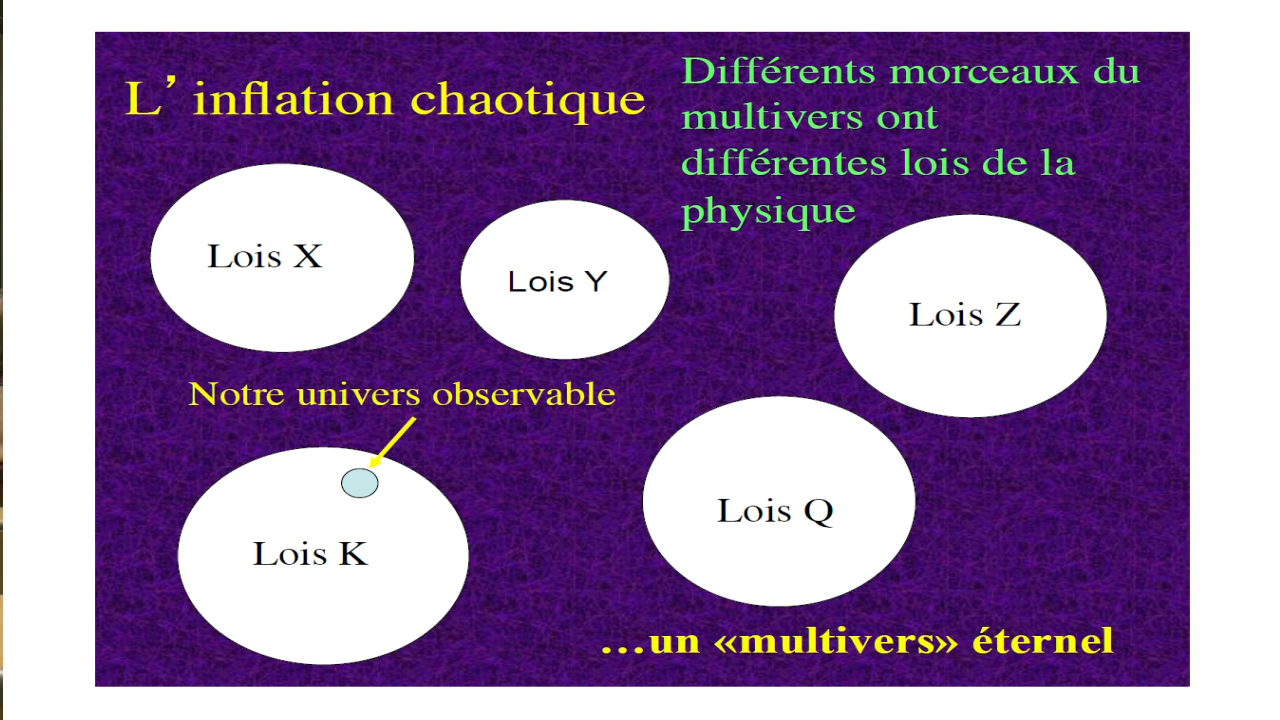 L’ inflation chaotique
Différents morceaux du
multivers ont
différentes lois de la
physique
Lois X
Lois Y
Lois Z
Notre univers observable
Lois K
Lois Q
…un «multivers» éternel